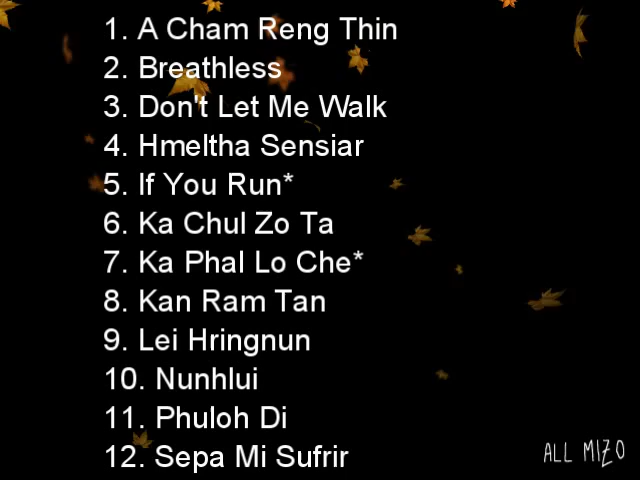 1. A Cham Reng Thin
2. Breathless
3. Don't Let Me Walk
4. Hmeltha Sensiar
5. If You Run*
6. Ka Chul Zo Ta
7. Ka Phal Lo Che*
8. Kan Ram Tan
9. Lei Hringnun
10. Nunhlui
11. Phuloh Di
12. Sepa Mi Sufrir
ALL MIZO